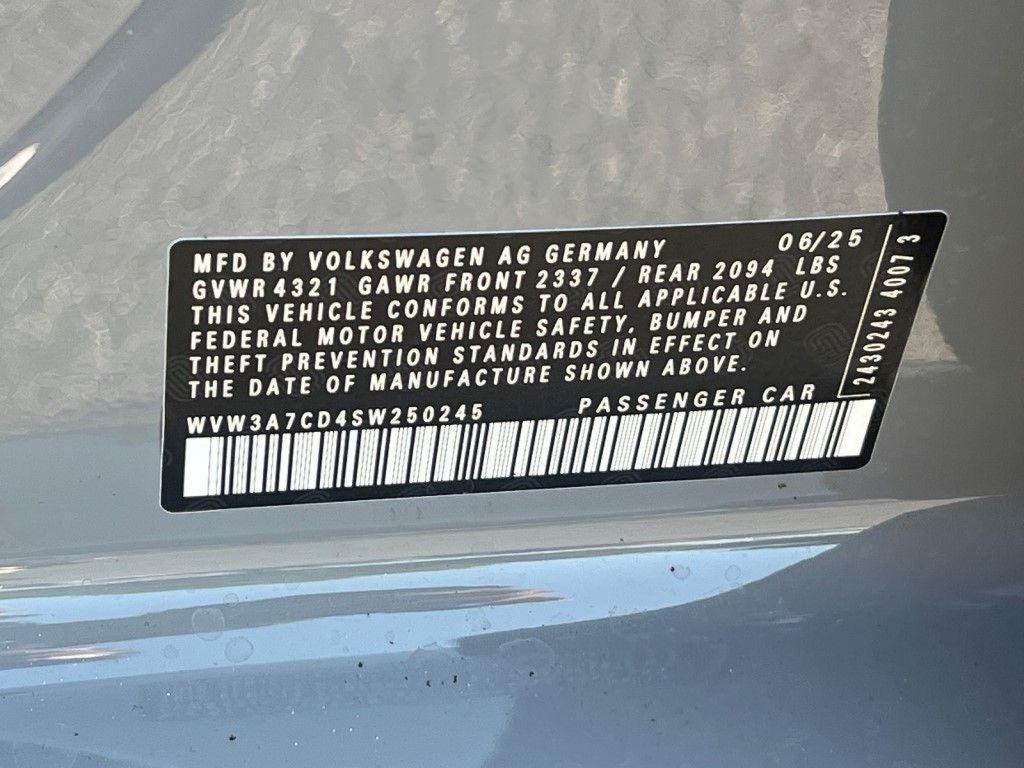 MFD BY VOLKSWAGEN AG GERMANY 06/25
GVWR 4321 GAWR FRONT 2337 / REAR 2094 LBS
THIS VEHICLE CONFORMS TO ALL APPLICABLE U.S.
FEDERAL MOTOR VEHICLE SAFETY, BUMPER AND
THEFT PREVENTION STANDARDS IN EFFECT ON
THE DATE OF MANUFACTURE SHOWN ABOVE.
WVW3A7CD4SW250245 PASSENGER CAR
2430243 4007 3